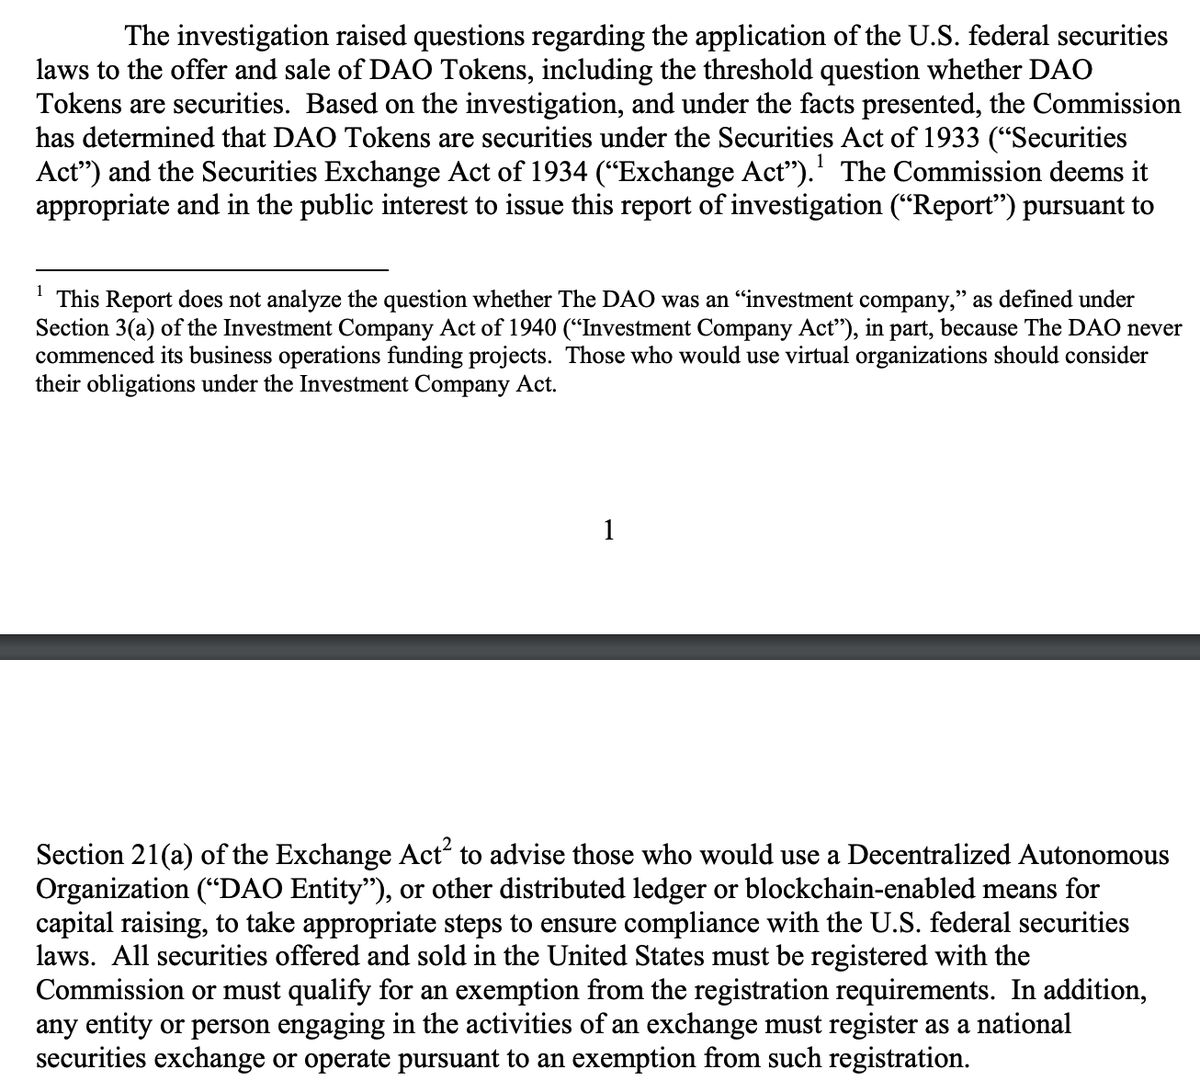 The investigation raised questions regarding the application of the U.S. federal securities
laws to the offer and sale of DAO Tokens, including the threshold question whether DAO
Tokens are securities.  Based on the investigation, and under the facts presented, the Commission
has determined that DAO Tokens are securities under the Securities Act of 1933 (“Securities
Act”) and the Securities Exchange Act of 1934 (“Exchange Act”).1  The Commission deems it
appropriate and in the public interest to issue this report of investigation (“Report”) pursuant to
1  This Report does not analyze the question whether The DAO was an “investment company,” as defined under
Section 3(a) of the Investment Company Act of 1940 (“Investment Company Act”), in part, because The DAO never
commenced its business operations funding projects.  Those who would use virtual organizations should consider
their obligations under the Investment Company Act.
1
Section 21(a) of the Exchange Act2 to advise those who would use a Decentralized Autonomous
Organization (“DAO Entity”), or other distributed ledger or blockchain-enabled means for
capital raising, to take appropriate steps to ensure compliance with the U.S. federal securities
laws.  All securities offered and sold in the United States must be registered with the
Commission or must qualify for an exemption from the registration requirements.  In addition,
any entity or person engaging in the activities of an exchange must register as a national
securities exchange or operate pursuant to an exemption from such registration.